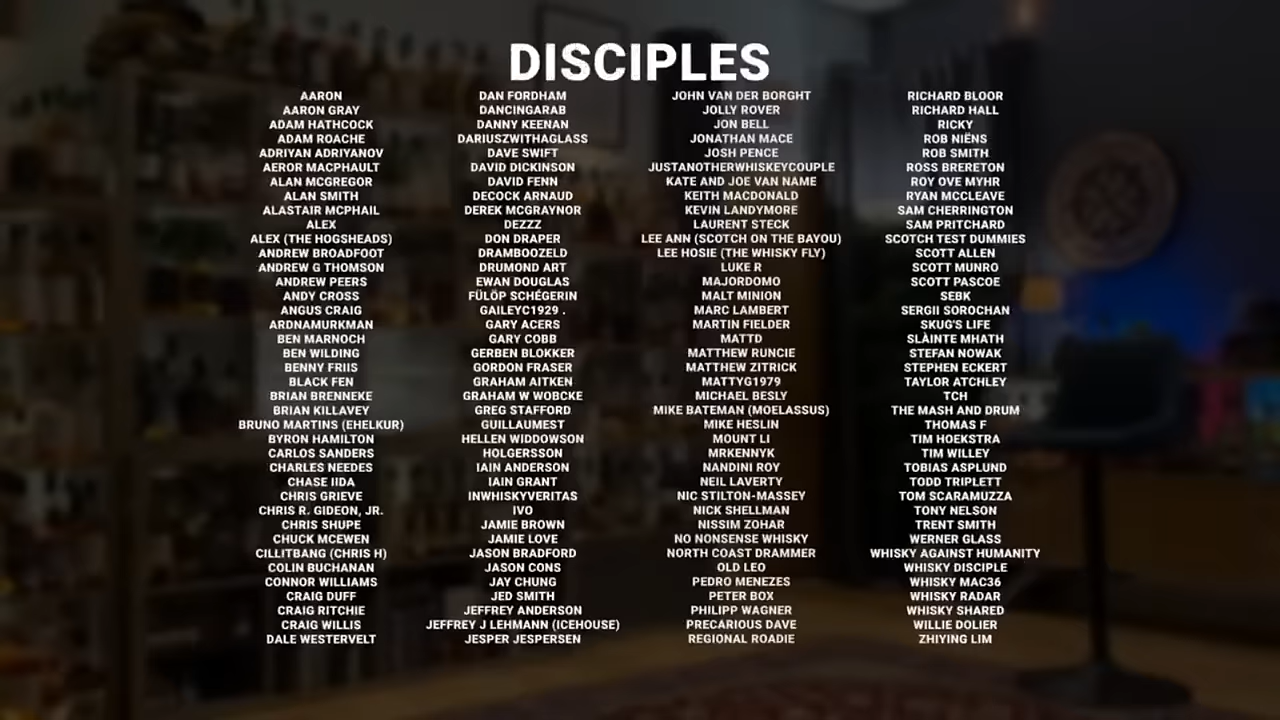 DISCIPLES
AARON
AARON GRAY
ADAM HATHCOCK
ADAM ROACHE
ADRIYAN ADRIYANOV
AEROR MACPHAULT
ALAN MCGREGOR
ALAN SMITH
ALASTAIR MCPHAIL
ALEX
ALEX (THE HOGSHEADS)
ANDREW BROADFOOT
ANDREW G THOMSON
ANDREW PEERS
ANDY CROSS
ANGUS CRAIG
ARDNAMURKMAN
BEN MARNOCH
BEN WILDING
BENNY FRIIS
BLACK FEN
BRIAN BRENNEKE
BRIAN KILLAVEY
BRUNO MARTINS (EHELKUR)
BYRON HAMILTON
CARLOS SANDERS
CHARLES NEEDES
CHASE IIDA
CHRIS GRIEVE
CHRIS R. GIDEON, JR.
CHRIS SHUPE
CHUCK MCEWEN
CILLITBANG (CHRIS H)
COLIN BUCHANAN
CONNOR WILLIAMS
CRAIG DUFF
CRAIG RITCHIE
CRAIG WILLIS
DALE WESTERVELT
DAN FORDHAM
DANCINGARAB
DANNY KEENAN
DARIUSZWITHAGLASS
DAVE SWIFT
DAVID DICKINSON
DAVID FENN
DECOCK ARNAUD
DEREK MCGRAYNOR
DEZZZ
DON DRAPER
DRAMBOOZELD
DRUMOND ART
EWAN DOUGLAS
FÜLÖP SCHÉGERIN
GAILEYC1929 .
GARY ACERS
GARY COBB
GERBEN BLOKKER
GORDON FRASER
GRAHAM AITKEN
GRAHAM W WOBCKE
GREG STAFFORD
GUILLAUMEST
HELLEN WIDDOWSON
HOLGERSSON
IAIN ANDERSON
IAIN GRANT
INWHISKYVERITAS
IVO
JAMIE BROWN
JAMIE LOVE
JASON BRADFORD
JASON CONS
JAY CHUNG
JED SMITH
JEFFREY ANDERSON
JEFFREY J LEHMANN (ICEHOUSE)
JESPER JESPERSEN
JOHN VAN DER BORGHT
JOLLY ROVER
JON BELL
JONATHAN MACE
JOSH PENCE
JUSTANOTHERWHISKEYCOUPLE
KATE AND JOE VAN NAME
KEITH MACDONALD
KEVIN LANDYMORE
LAURENT STECK
LEE ANN (SCOTCH ON THE BAYOU)
LEE HOSIE (THE WHISKY FLY)
LUKE R
MAJORDOMO
MALT MINION
MARC LAMBERT
MARTIN FIELDER
MATTD
MATTHEW RUNCIE
MATTHEW ZITRICK
MATTYG1979
MICHAEL BESLY
MIKE BATEMAN (MOELASSUS)
MIKE HESLIN
MOUNT LI
MRKENNYK
NANDINI ROY
NEIL LAVERTY
NIC STILTON-MASSEY
NICK SHELLMAN
NISSIM ZOHAR
NO NONSENSE WHISKY
NORTH COAST DRAMMER
OLD LEO
PEDRO MENEZES
PETER BOX
PHILIPP WAGNER
PRECARIOUS DAVE
REGIONAL ROADIE
RICHARD BLOOR
RICHARD HALL
RICKY
ROB NIËNS
ROB SMITH
ROSS BRERETON
ROY OVE MYHR
RYAN MCCLEAVE
SAM CHERRINGTON
SAM PRITCHARD
SCOTCH TEST DUMMIES
SCOTT ALLEN
SCOTT MUNRO
SCOTT PASCOE
SEBK
SERGII SOROCHAN
SKUG'S LIFE
SLÀINTE MHATH
STEFAN NOWAK
STEPHEN ECKERT
TAYLOR ATCHLEY
TCH
THE MASH AND DRUM
THOMAS F
TIM HOEKSTRA
TIM WILLEY
TOBIAS ASPLUND
TODD TRIPLETT
TOM SCARAMUZZA
TONY NELSON
TRENT SMITH
WERNER GLASS
WHISKY AGAINST HUMANITY
WHISKY DISCIPLE
WHISKY MAC36
WHISKY RADAR
WHISKY SHARED
WILLIE DOLIER
ZHIYING LIM